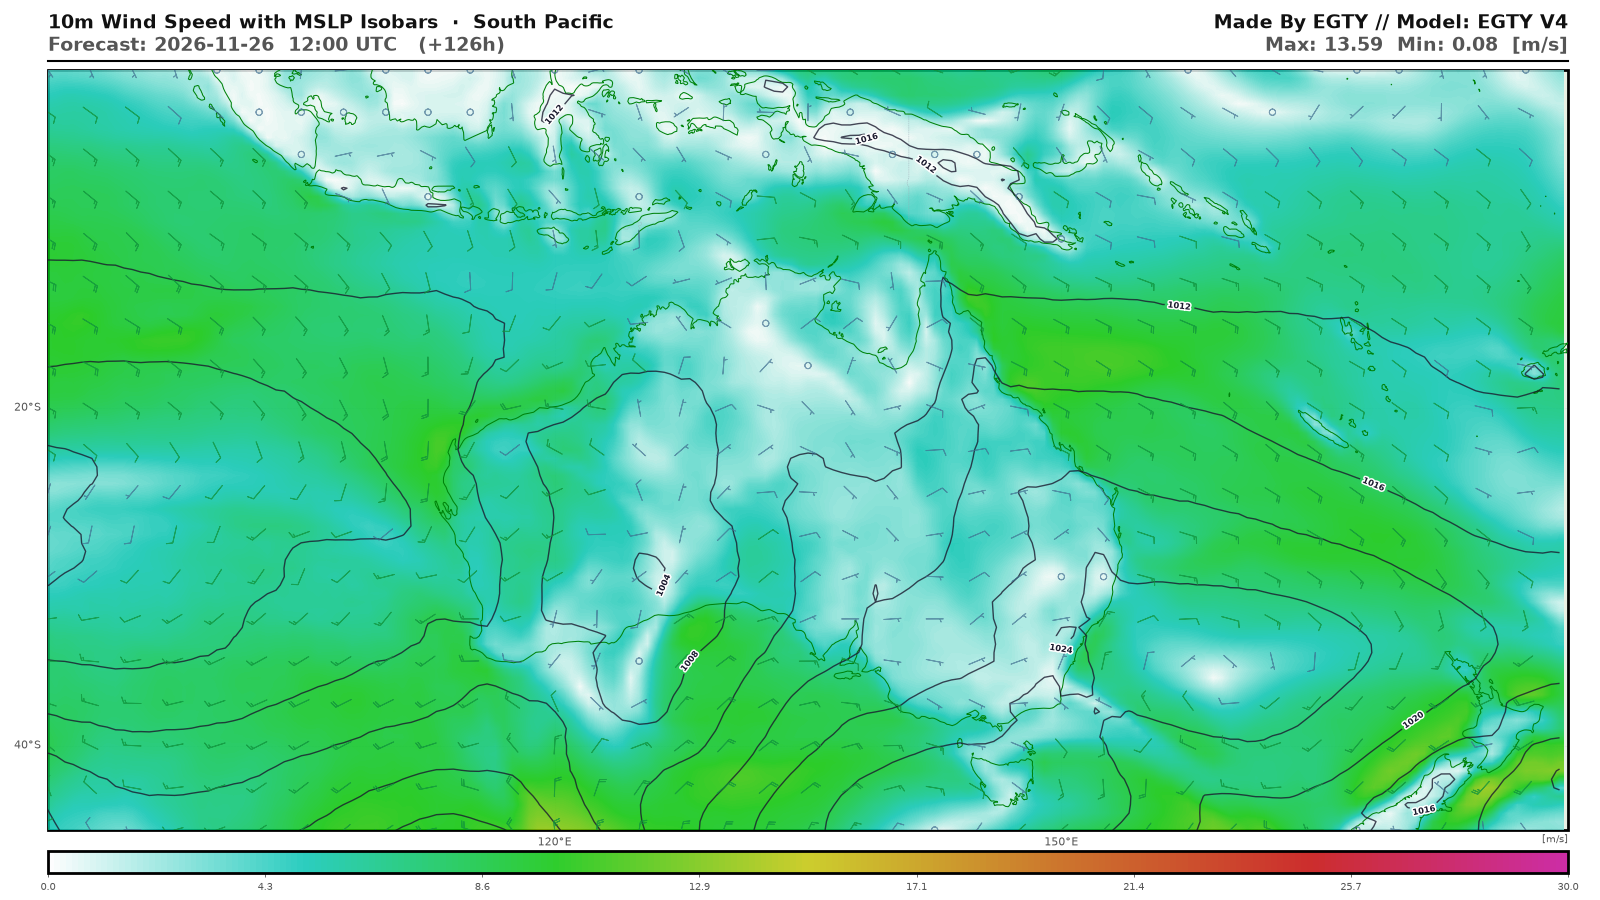 10m Wind Speed with MSLP Isobars · South Pacific
Made By EGTY // Model: EGTY V4
Forecast: 2026-11-26 12:00 UTC (+126h)
Max: 13.59 Min: 0.08 [m/s]
1012
1016
1012
1012
20°S
1016
1004
1024
1008
1020
40°S
1016
120°E
150°E
[m/s]
0.0
4.3
8.6
12.9
17.1
21.4
25.7
30.0